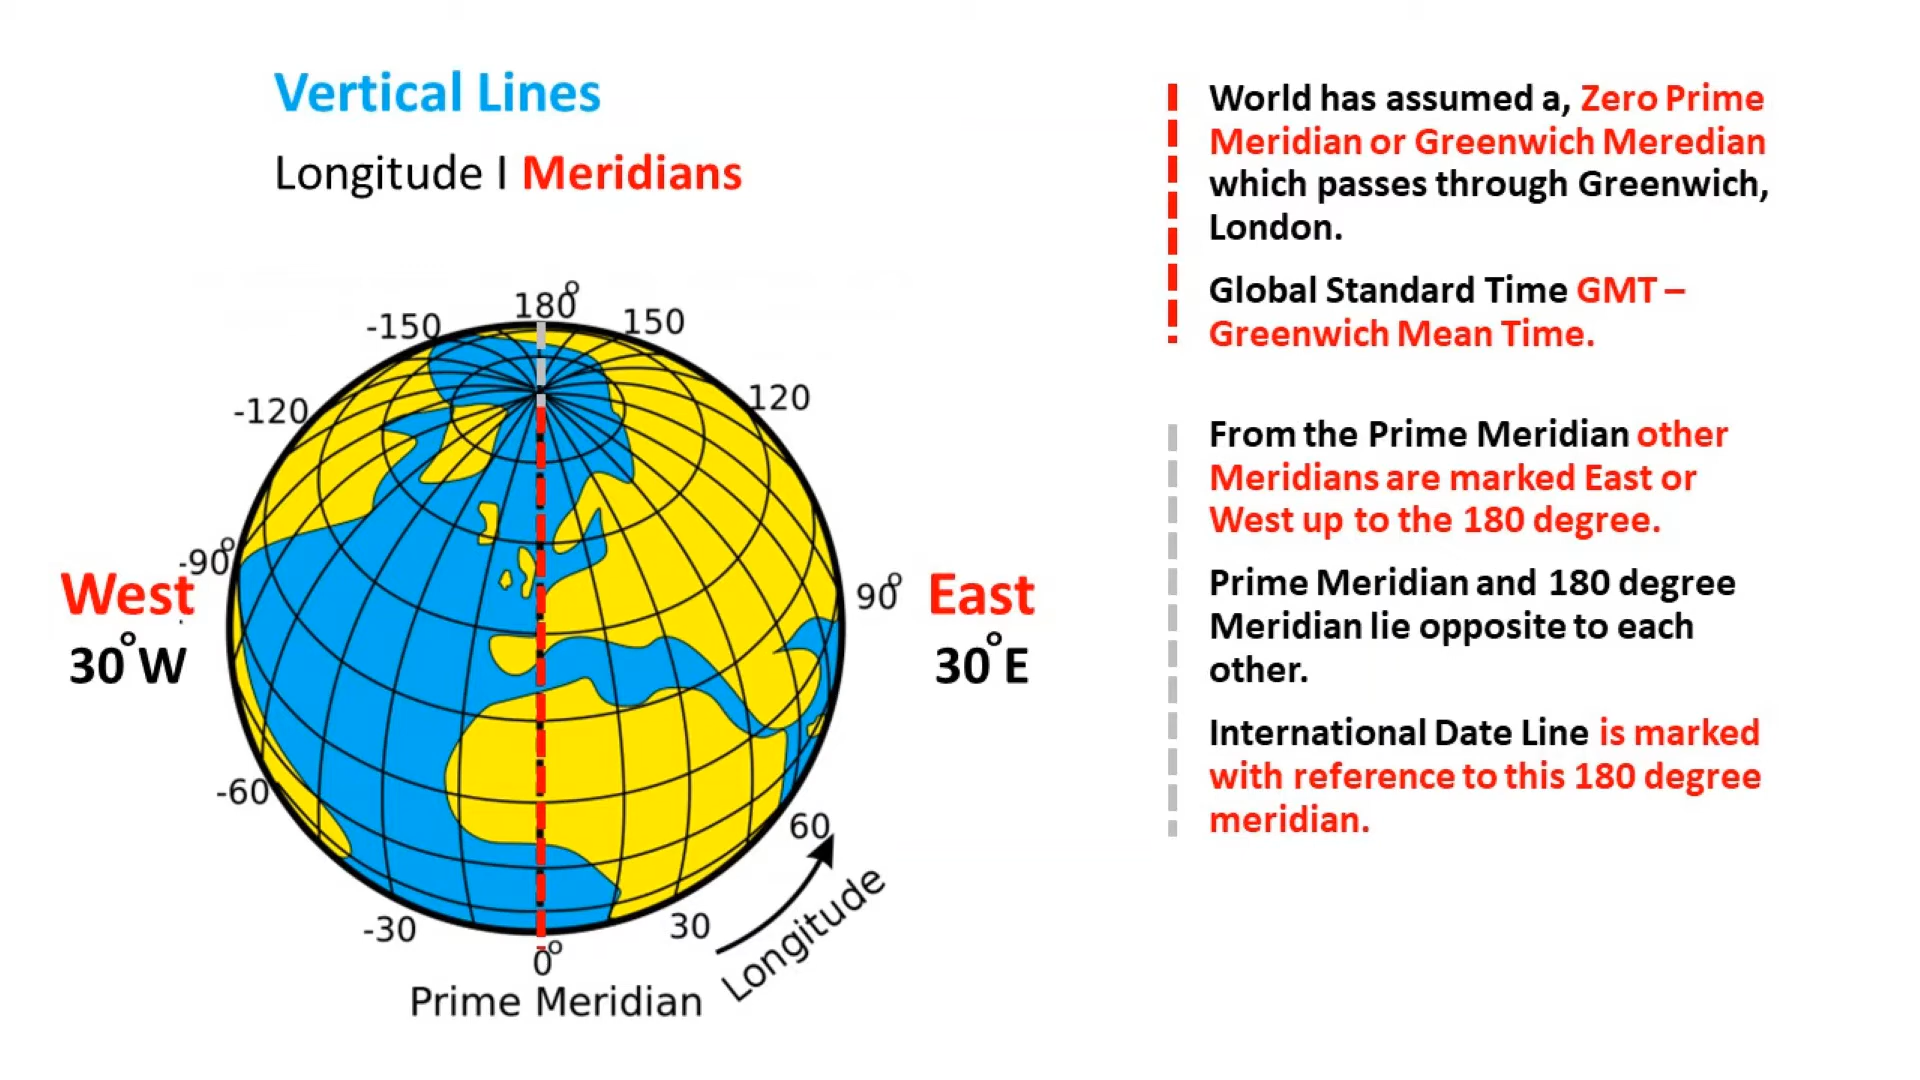 Vertical Lines
Longitude I Meridians
180°
-150
150
-120
120
-90°
90°
West
30°W
East
30°E
-60
60
-30
30
0°
Longitude
Prime Meridian
World has assumed a, Zero Prime
Meridian or Greenwich Meredian
which passes through Greenwich,
London.
Global Standard Time GMT –
Greenwich Mean Time.
From the Prime Meridian other
Meridians are marked East or
West up to the 180 degree.
Prime Meridian and 180 degree
Meridian lie opposite to each
other.
International Date Line is marked
with reference to this 180 degree
meridian.